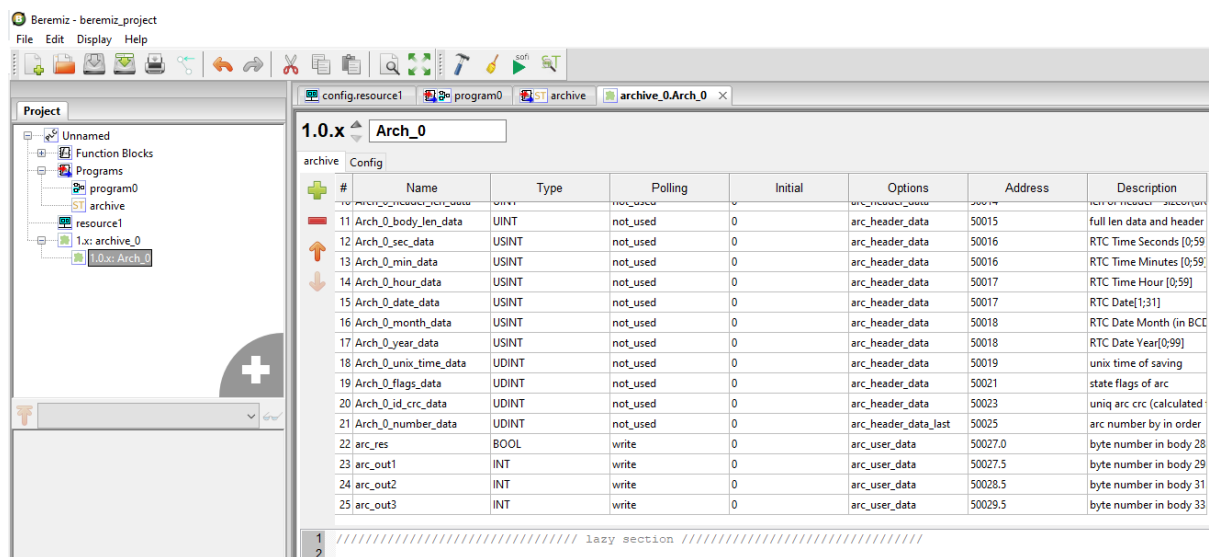 Beremiz - beremiz_project
File Edit Display Help
sofi
Project
Unnamed
Function Blocks
Programs
program0
ST archive
resource1
1.x: archive_0
1.0.x: Arch_0
config.resource1 program0 ST archive archive_0.Arch_0
1.0.x Arch_0
archive Config
# Name Type Polling Initial Options Address Description
10 Arch_0_header_len_data UINT not_used 0 arc_header_data 50014
11 Arch_0_body_len_data UINT not_used 0 arc_header_data 50015 full len data and header
12 Arch_0_sec_data USINT not_used 0 arc_header_data 50016 RTC Time Seconds [0;59
13 Arch_0_min_data USINT not_used 0 arc_header_data 50016 RTC Time Minutes [0;59]
14 Arch_0_hour_data USINT not_used 0 arc_header_data 50017 RTC Time Hour [0;59]
15 Arch_0_date_data USINT not_used 0 arc_header_data 50017 RTC Date[1;31]
16 Arch_0_month_data USINT not_used 0 arc_header_data 50018 RTC Date Month (in BCD
17 Arch_0_year_data USINT not_used 0 arc_header_data 50018 RTC Date Year[0;99]
18 Arch_0_unix_time_data UDINT not_used 0 arc_header_data 50019 unix time of saving
19 Arch_0_flags_data UDINT not_used 0 arc_header_data 50021 state flags of arc
20 Arch_0_id_crc_data UDINT not_used 0 arc_header_data 50023 uniq arc crc (calculated
21 Arch_0_number_data UDINT not_used 0 arc_header_data_last 50025 arc number by in order
22 arc_res BOOL write 0 arc_user_data 50027.0 byte number in body 28
23 arc_out1 INT write 0 arc_user_data 50027.5 byte number in body 29
24 arc_out2 INT write 0 arc_user_data 50028.5 byte number in body 31
25 arc_out3 INT write 0 arc_user_data 50029.5 byte number in body 33
1 //////////////////////////////// lazy section /////////////////////////////////
2